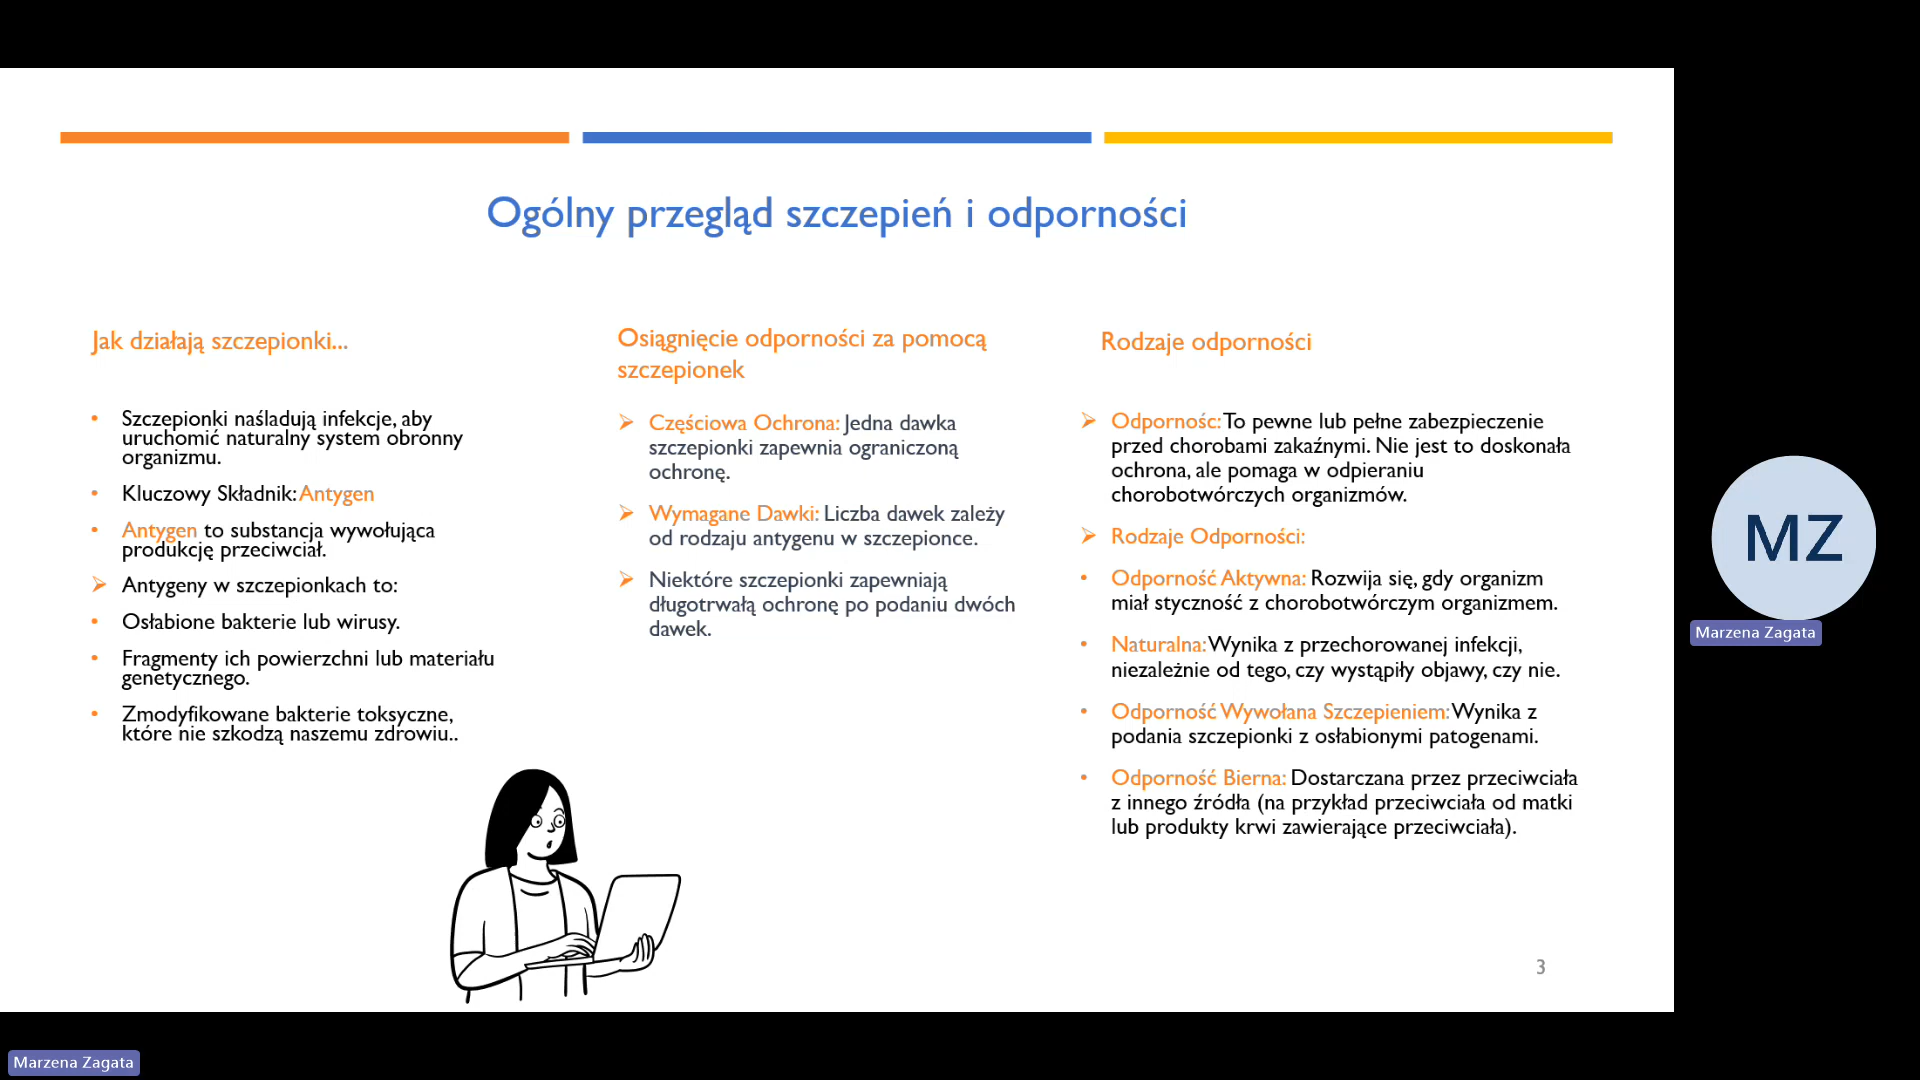 Ogólny przegląd szczepień i odporności
Jak działają szczepionki...
Szczepionki naśladują infekcje, aby
uruchomić naturalny system obronny
organizmu.
Kluczowy Składnik: Antygen
Antygen to substancja wywołująca
produkcję przeciwciał.
Antygeny w szczepionkach to:
Osłabione bakterie lub wirusy.
Fragmenty ich powierzchni lub materiału
genetycznego.
Zmodyfikowane bakterie toksyczne,
które nie szkodzą naszemu zdrowiu..
Osiągnięcie odporności za pomocą
szczepionek
Częściowa Ochrona: Jedna dawka
szczepionki zapewnia ograniczoną
ochronę.
Wymagane Dawki: Liczba dawek zależy
od rodzaju antygenu w szczepionce.
Niektóre szczepionki zapewniają
długotrwałą ochronę po podaniu dwóch
dawek.
Rodzaje odporności
Odpornośc: To pewne lub pełne zabezpieczenie
przed chorobami zakaźnymi. Nie jest to doskonała
ochrona, ale pomaga w odpieraniu
chorobotwórczych organizmów.
Rodzaje Odporności:
Odporność Aktywna: Rozwija się, gdy organizm
miał styczność z chorobotwórczym organizmem.
Naturalna: Wynika z przechorowanej infekcji,
niezależnie od tego, czy wystąpiły objawy, czy nie.
Odporność Wywołana Szczepieniem: Wynika z
podania szczepionki z osłabionymi patogenami.
Odporność Bierna: Dostarczana przez przeciwciała
z innego źródła (na przykład przeciwciała od matki
lub produkty krwi zawierające przeciwciała).
3
MZ
Marzena Zagata
Marzena Zagata